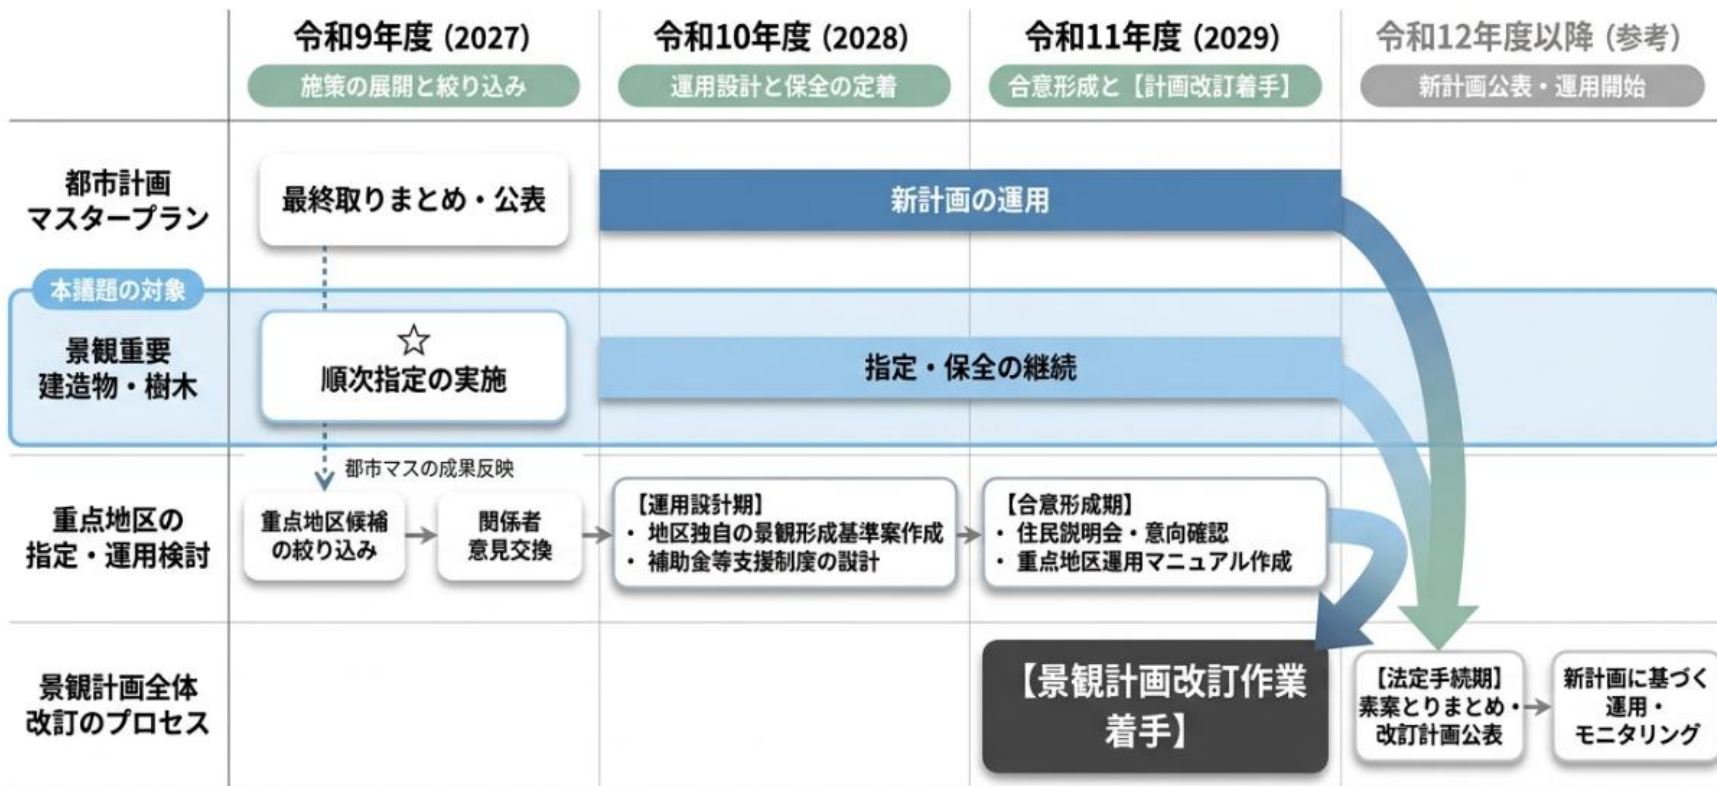 令和9年度 (2027)
施策の展開と絞り込み
令和10年度 (2028)
運用設計と保全の定着
令和11年度 (2029)
合意形成と【計画改訂着手】
令和12年度以降 (参考)
新計画公表・運用開始
都市計画
マスタープラン
最終取りまとめ・公表
新計画の運用
本議題の対象
景観重要
建造物・樹木
☆
順次指定の実施
指定・保全の継続
都市マスの成果反映
重点地区の
指定・運用検討
重点地区候補
の絞り込み
関係者
意見交換
【運用設計期】
・ 地区独自の景観形成基準案作成
・ 補助金等支援制度の設計
【合意形成期】
・ 住民説明会・意向確認
・ 重点地区運用マニュアル作成
景観計画全体
改訂のプロセス
【景観計画改訂作業
着手】
【法定手続期】
素案とりまとめ・
改訂計画公表
新計画に基づく
運用・
モニタリング